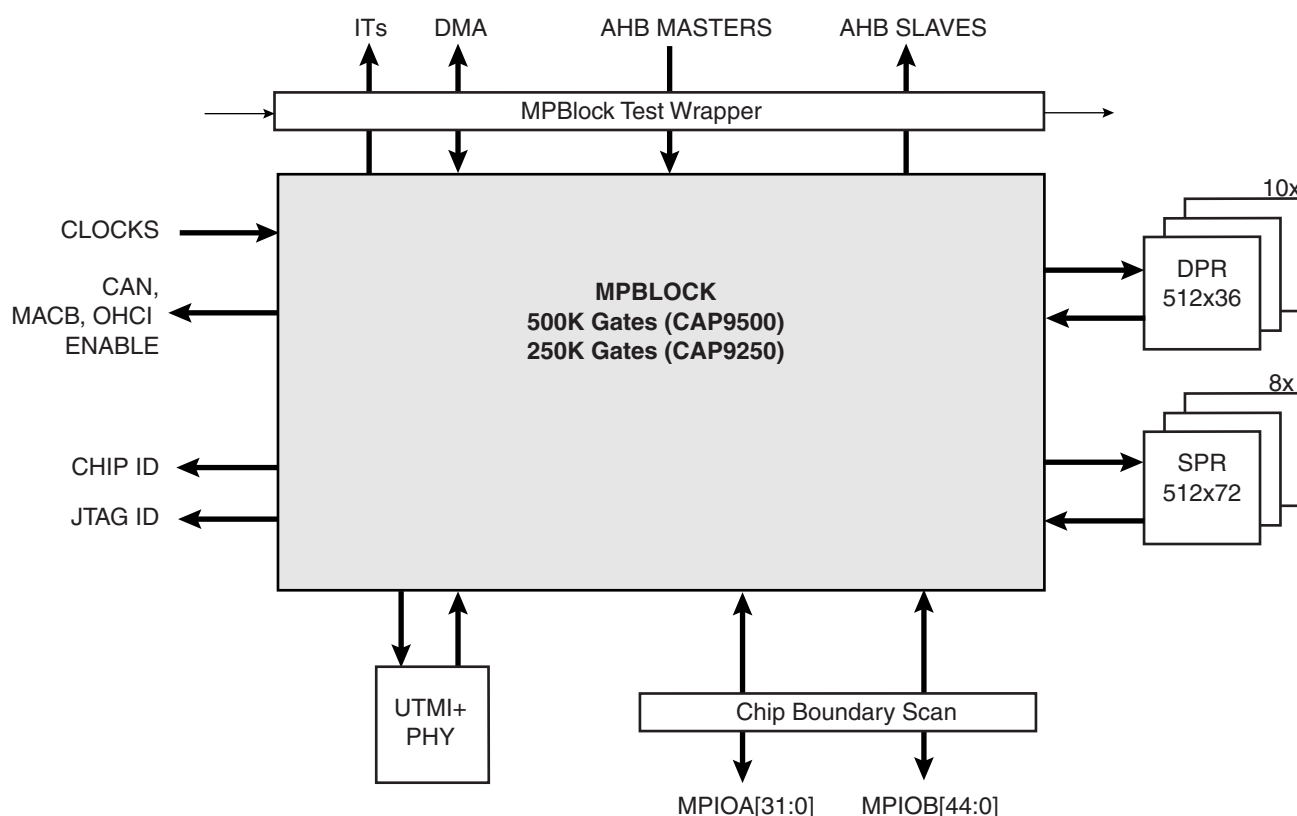 ITs DMA AHB MASTERS AHB SLAVES
MPBlock Test Wrapper
10x
CLOCKS
DPR
512x36
CAN,
MACB, OHCI
ENABLE
MPBLOCK
500K Gates (CAP9500)
250K Gates (CAP9250)
8x
CHIP ID
SPR
512x72
JTAG ID
UTMI+
PHY
Chip Boundary Scan
MPIOA[31:0] MPIOB[44:0]